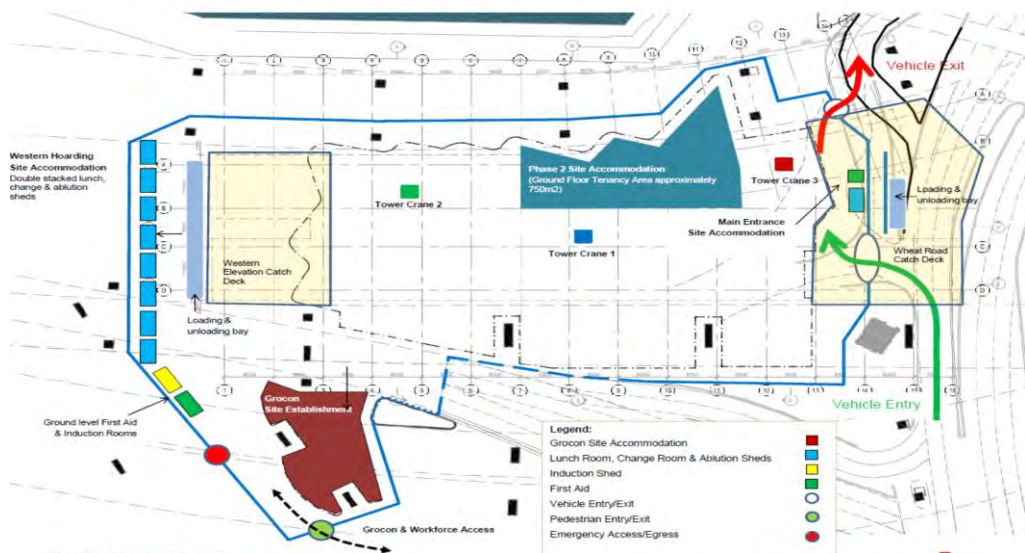 Vehicle Exit
Western Hoarding
Site Accommodation
Double stacked lunch,
change & ablution
sheds
Phase 2 Site Accommodation
(Ground Floor Tenancy Area approximately
750m2)
Tower Crane 3
Tower Crane 2
Loading &
unloading bay
Main Entrance
Site Accommodation
Tower Crane 1
Western
Elevation Catch
Deck
Wheat Road
Catch Deck
Loading &
unloading bay
Grocon
Site Establishment
Vehicle Entry
Ground level First Aid
& Induction Rooms
Grocon & Workforce Access
Legend:
Grocon Site Accommodation
Lunch Room, Change Room & Ablution Sheds
Induction Shed
First Aid
Vehicle Entry/Exit
Pedestrian Entry/Exit
Emergency Access/Egress